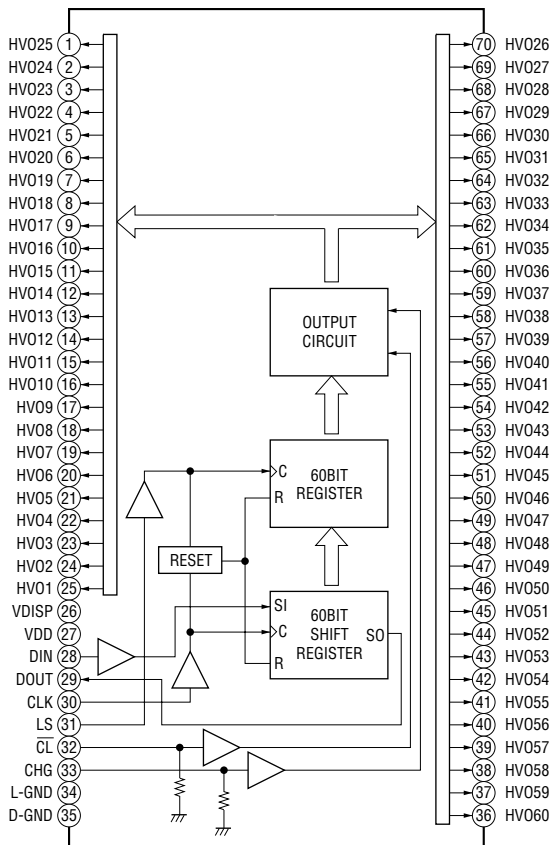 HVO25 1 70 HVO26
HVO24 2 69 HVO27
HVO23 3 68 HVO28
HVO22 4 67 HVO29
HVO21 5 66 HVO30
HVO20 6 65 HVO31
HVO19 7 64 HVO32
HVO18 8 63 HVO33
HVO17 9 62 HVO34
HVO16 10 61 HVO35
HVO15 11 60 HVO36
HVO14 12 59 HVO37
HVO13 13 58 HVO38
HVO12 14 57 HVO39
HVO11 15 56 HVO40
HVO10 16 55 HVO41
HVO9 17 54 HVO42
HVO8 18 53 HVO43
HVO7 19 52 HVO44
HVO6 20 51 HVO45
HVO5 21 50 HVO46
HVO4 22 49 HVO47
HVO3 23 48 HVO48
HVO2 24 47 HVO49
HVO1 25 46 HVO50
VDISP 26 45 HVO51
VDD 27 44 HVO52
DIN 28 43 HVO53
DOUT 29 42 HVO54
CLK 30 41 HVO55
LS 31 40 HVO56
C̅L̅ 32 39 HVO57
CHG 33 38 HVO58
L-GND 34 37 HVO59
D-GND 35 36 HVO60
OUTPUT
CIRCUIT
C
R
60BIT
REGISTER
RESET
SI
C
R
60BIT
SHIFT
REGISTER
SO